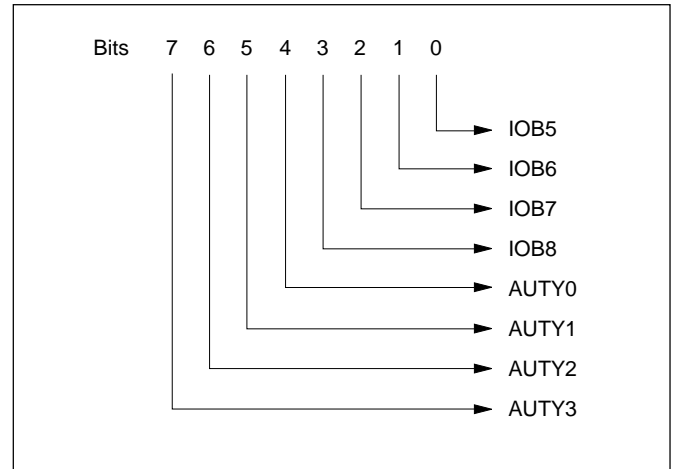 Bits 7 6 5 4 3 2 1 0
IOB5
IOB6
IOB7
IOB8
AUTY0
AUTY1
AUTY2
AUTY3